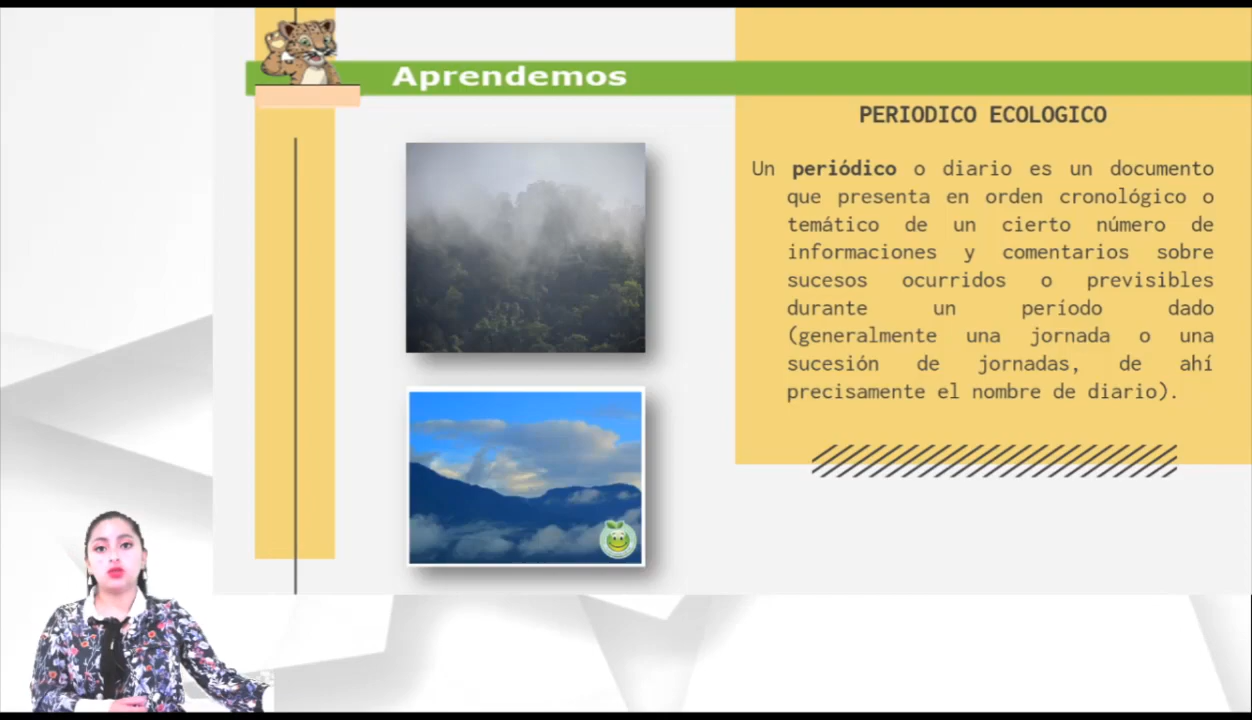 Aprendemos
PERIODICO ECOLOGICO
Un periódico o diario es un documento
que presenta en orden cronológico o
temático de un cierto número de
informaciones y comentarios sobre
sucesos ocurridos o previsibles
durante un período dado
(generalmente una jornada o una
sucesión de jornadas, de ahí
precisamente el nombre de diario).